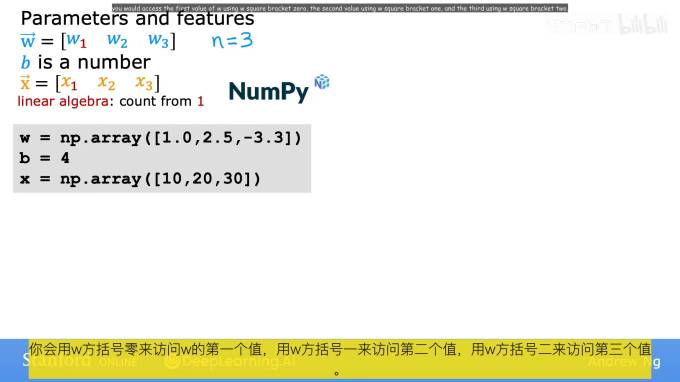 you would access the first value of w using w square bracket zero, the second value using w square bracket one, and the third using w square bracket two,
Parameters and features
w = [w1 w2 w3] n=3
b is a number
x = [x1 x2 x3]
linear algebra: count from 1
NumPy
w = np.array([1.0,2.5,-3.3])
b = 4
x = np.array([10,20,30])
bilibili
你会用w方括号零来访问w的第一个值，用w方括号一来访问第二个值，用w方括号二来访问第三个值
。
Stanford ONLINE DeepLearning.AI Andrew Ng